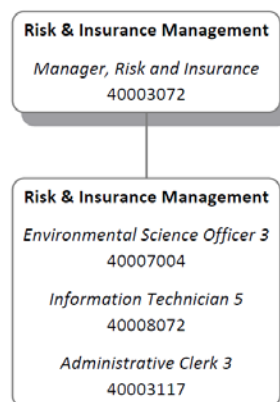 Risk & Insurance Management
Manager, Risk and Insurance
40003072
Risk & Insurance Management
Environmental Science Officer 3
40007004
Information Technician 5
40008072
Administrative Clerk 3
40003117